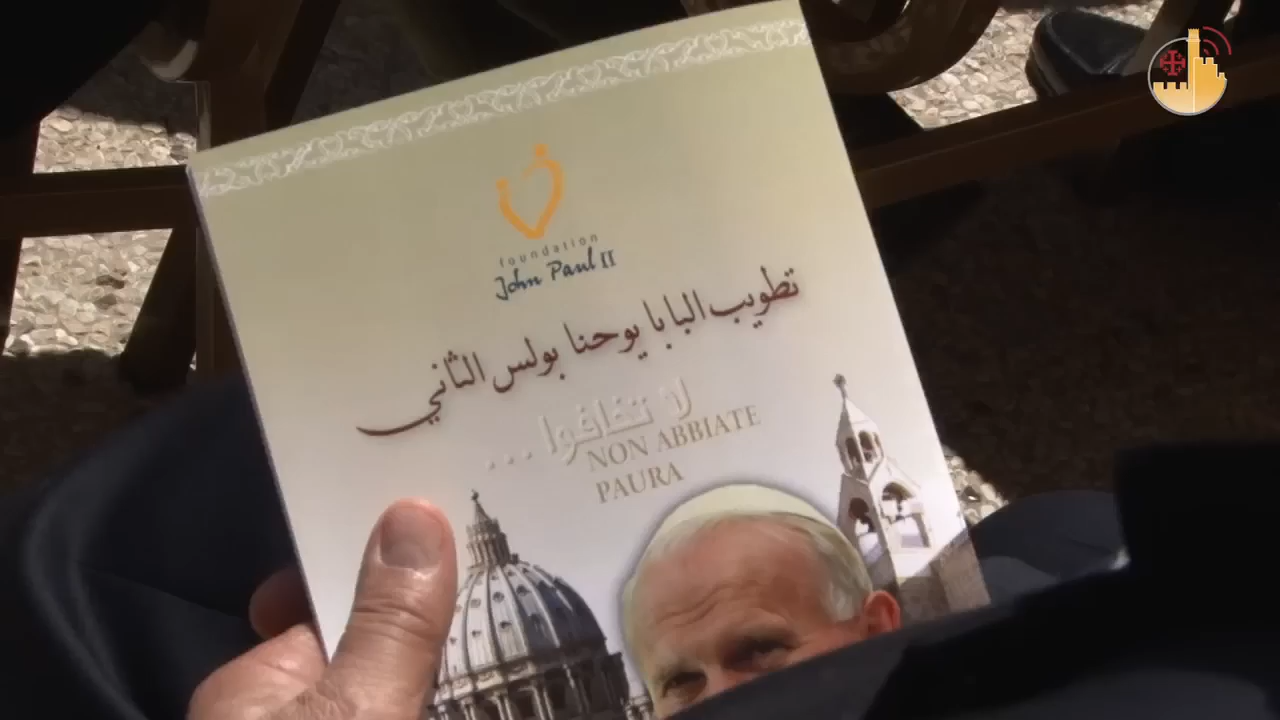 foundation
John Paul II
تطويب البابا يوحنا بولس الثاني
لا تخافوا...
NON ABBIATE
PAURA